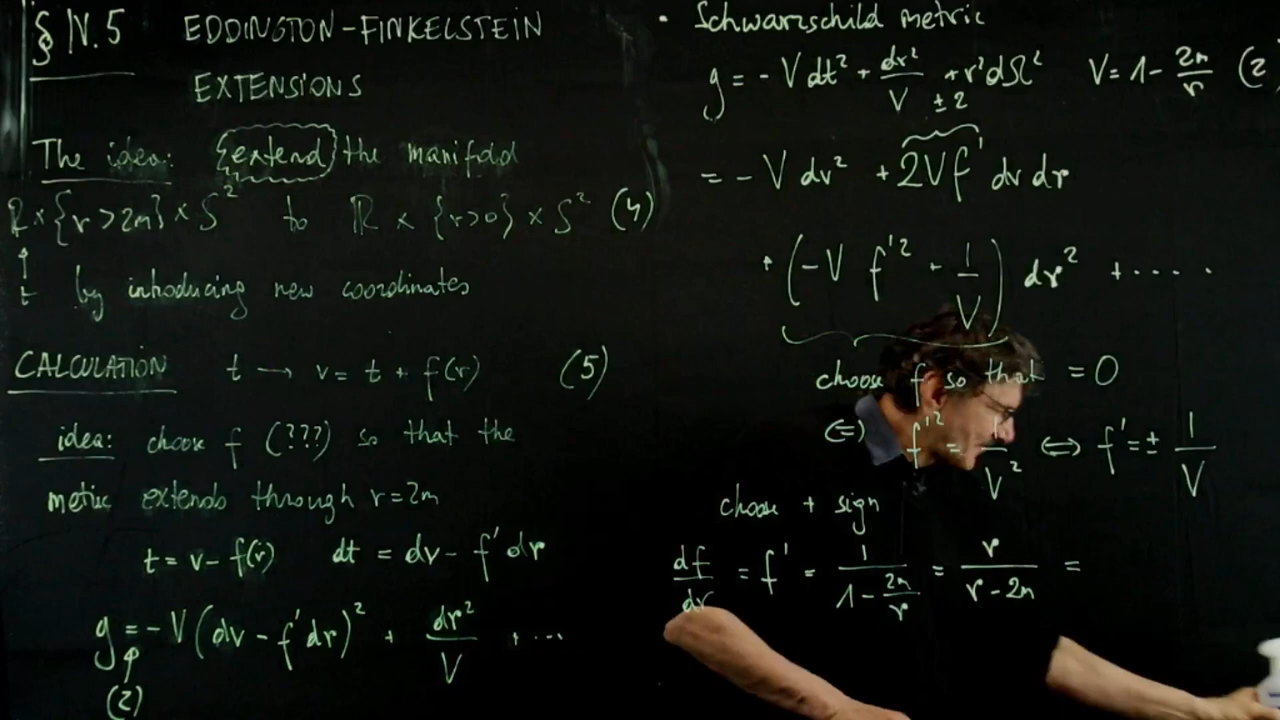 § IV.5 EDDINGTON-FINKELSTEIN
EXTENSIONS
The idea: {extend} the manifold
ℝ × {r > 2m} × S² to ℝ × {r>0} × S² (4)
↑
t by introducing new coordinates
CALCULATION t → v = t + f(r) (5)
idea: choose f (???) so that the
metric extends through r = 2m
t = v - f(r) dt = dv - f' dr
g = - V (dv - f' dr)² + dr²/V + ...
↑
(2)
• Schwarzschild metric
g = - V dt² + dr²/V + r² dΩ² V = 1 - 2m/r (2
± 2
= - V dv² + 2Vf' dv dr
+ (-V f'² + 1/V) dr² + .....
choose f so that = 0
(=) f'² = 1/V² ⇔ f' = ± 1/V
choose + sign
df/dr = f' = 1/(1 - 2m/r) = r/(r - 2m) =